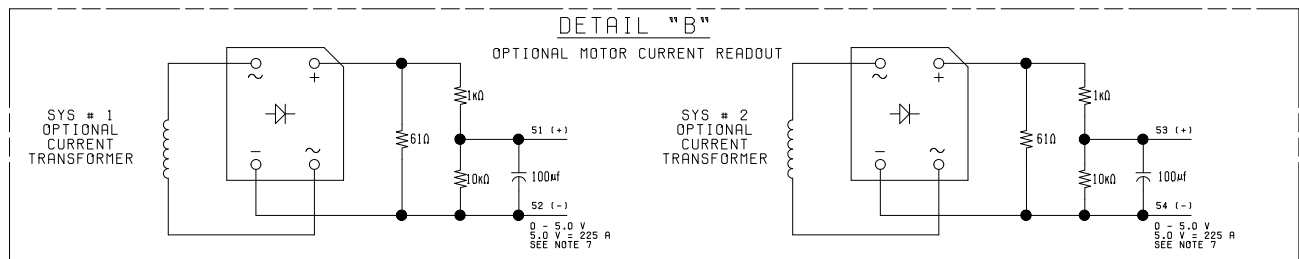 DETAIL "B"
OPTIONAL MOTOR CURRENT READOUT
SYS # 1
OPTIONAL
CURRENT
TRANSFORMER
~
+
−
~
61Ω
1KΩ
10KΩ
100µf
51 (+)
52 (-)
0 - 5.0 V
5.0 V = 225 A
SEE NOTE 7
SYS # 2
OPTIONAL
CURRENT
TRANSFORMER
~
+
−
~
61Ω
1KΩ
10KΩ
100µf
53 (+)
54 (-)
0 - 5.0 V
5.0 V = 225 A
SEE NOTE 7